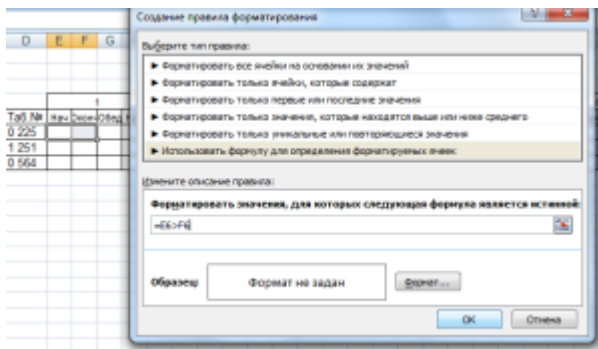 Создание правила форматирования
D E F G
Выберите тип правила:
► Форматировать все ячейки на основании их значений
► Форматировать только ячейки, которые содержат
► Форматировать только первые или последние значения
► Форматировать только значения, которые находятся выше или ниже среднего
► Форматировать только уникальные или повторяющиеся значения
► Использовать формулу для определения форматируемых ячеек
1
Таб.№ Нач Обед
0 225
1 251
0 564
Измените описание правила:
Форматировать значения, для которых следующая формула является истинной:
=E6>F6
Образец: Формат не задан Формат...
ОК Отмена